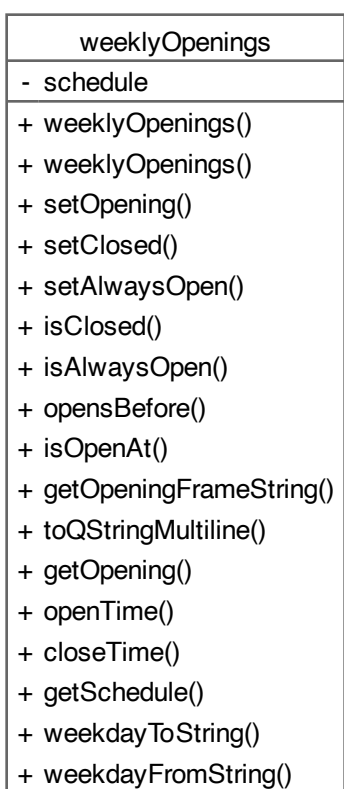 weeklyOpenings
- schedule
+ weeklyOpenings()
+ weeklyOpenings()
+ setOpening()
+ setClosed()
+ setAlwaysOpen()
+ isClosed()
+ isAlwaysOpen()
+ opensBefore()
+ isOpenAt()
+ getOpeningFrameString()
+ toQStringMultiline()
+ getOpening()
+ openTime()
+ closeTime()
+ getSchedule()
+ weekdayToString()
+ weekdayFromString()